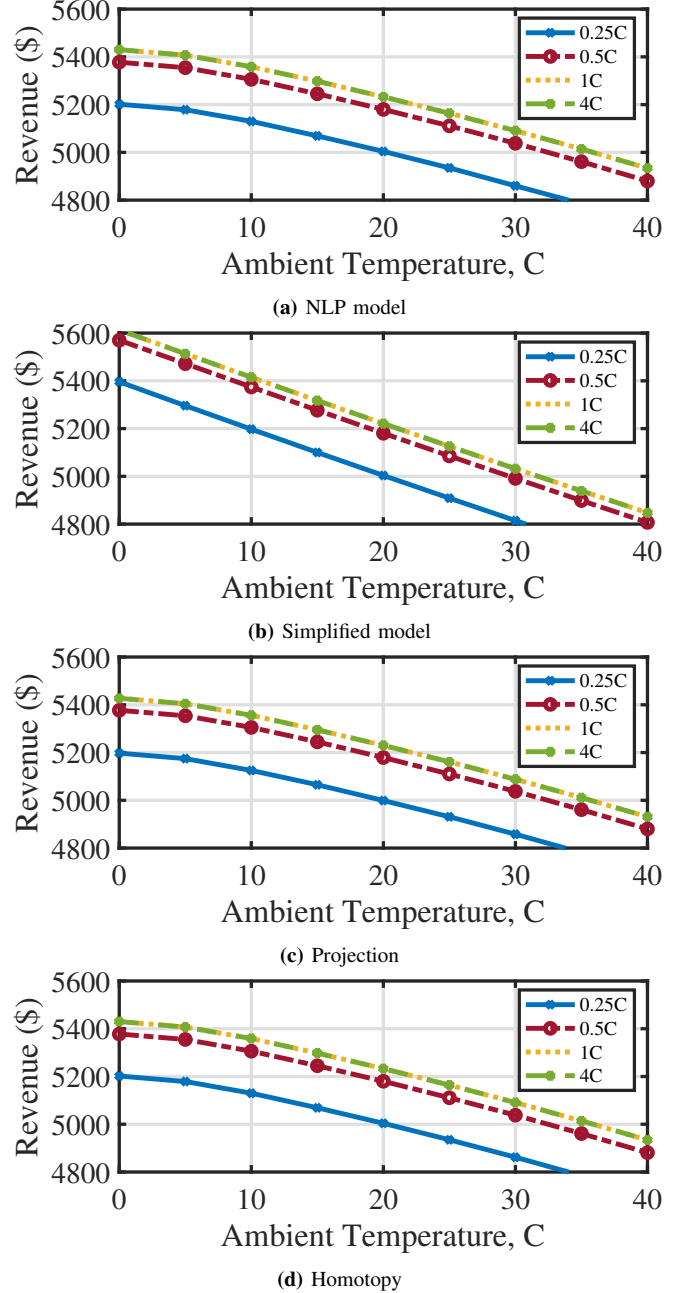 5600
5400
5200
5000
4800
Revenue ($)
0.25C
0.5C
1C
4C
0 10 20 30 40
Ambient Temperature, C
(a) NLP model
5600
5400
5200
5000
4800
Revenue ($)
0.25C
0.5C
1C
4C
0 10 20 30 40
Ambient Temperature, C
(b) Simplified model
5600
5400
5200
5000
4800
Revenue ($)
0.25C
0.5C
1C
4C
0 10 20 30 40
Ambient Temperature, C
(c) Projection
5600
5400
5200
5000
4800
Revenue ($)
0.25C
0.5C
1C
4C
0 10 20 30 40
Ambient Temperature, C
(d) Homotopy